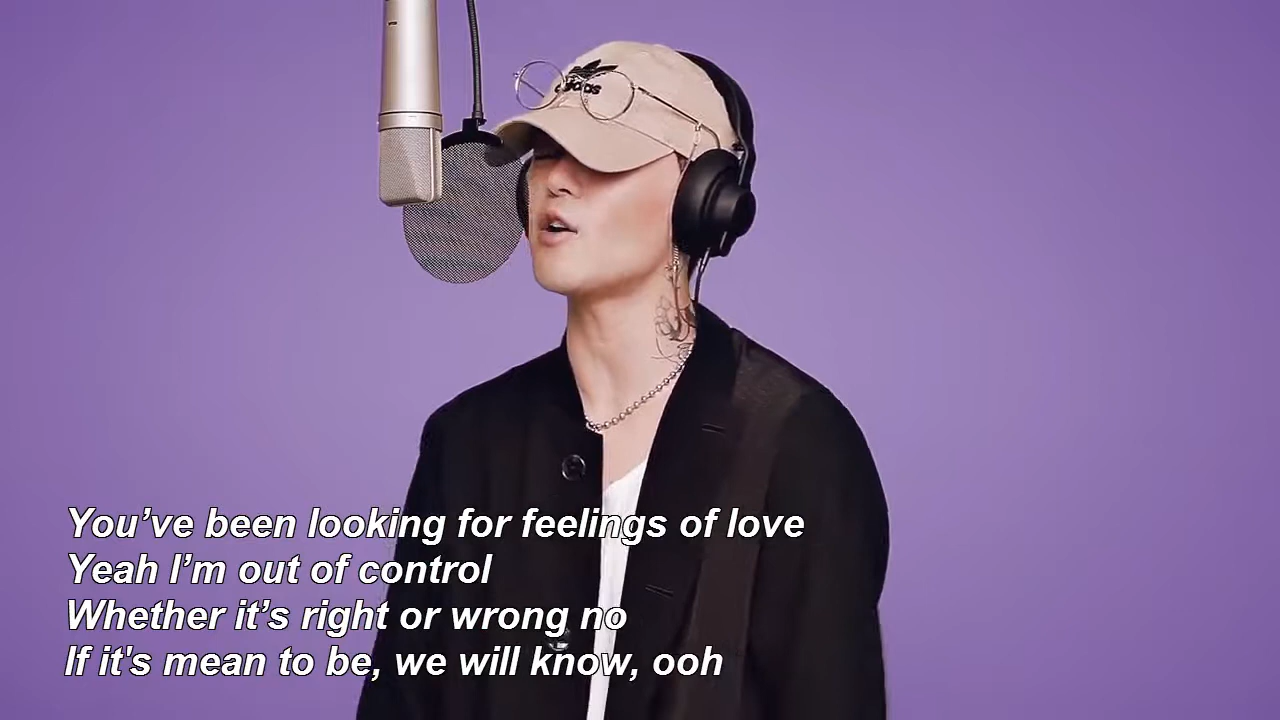 adidas
You’ve been looking for feelings of love
Yeah I’m out of control
Whether it’s right or wrong no
If it's mean to be, we will know, ooh